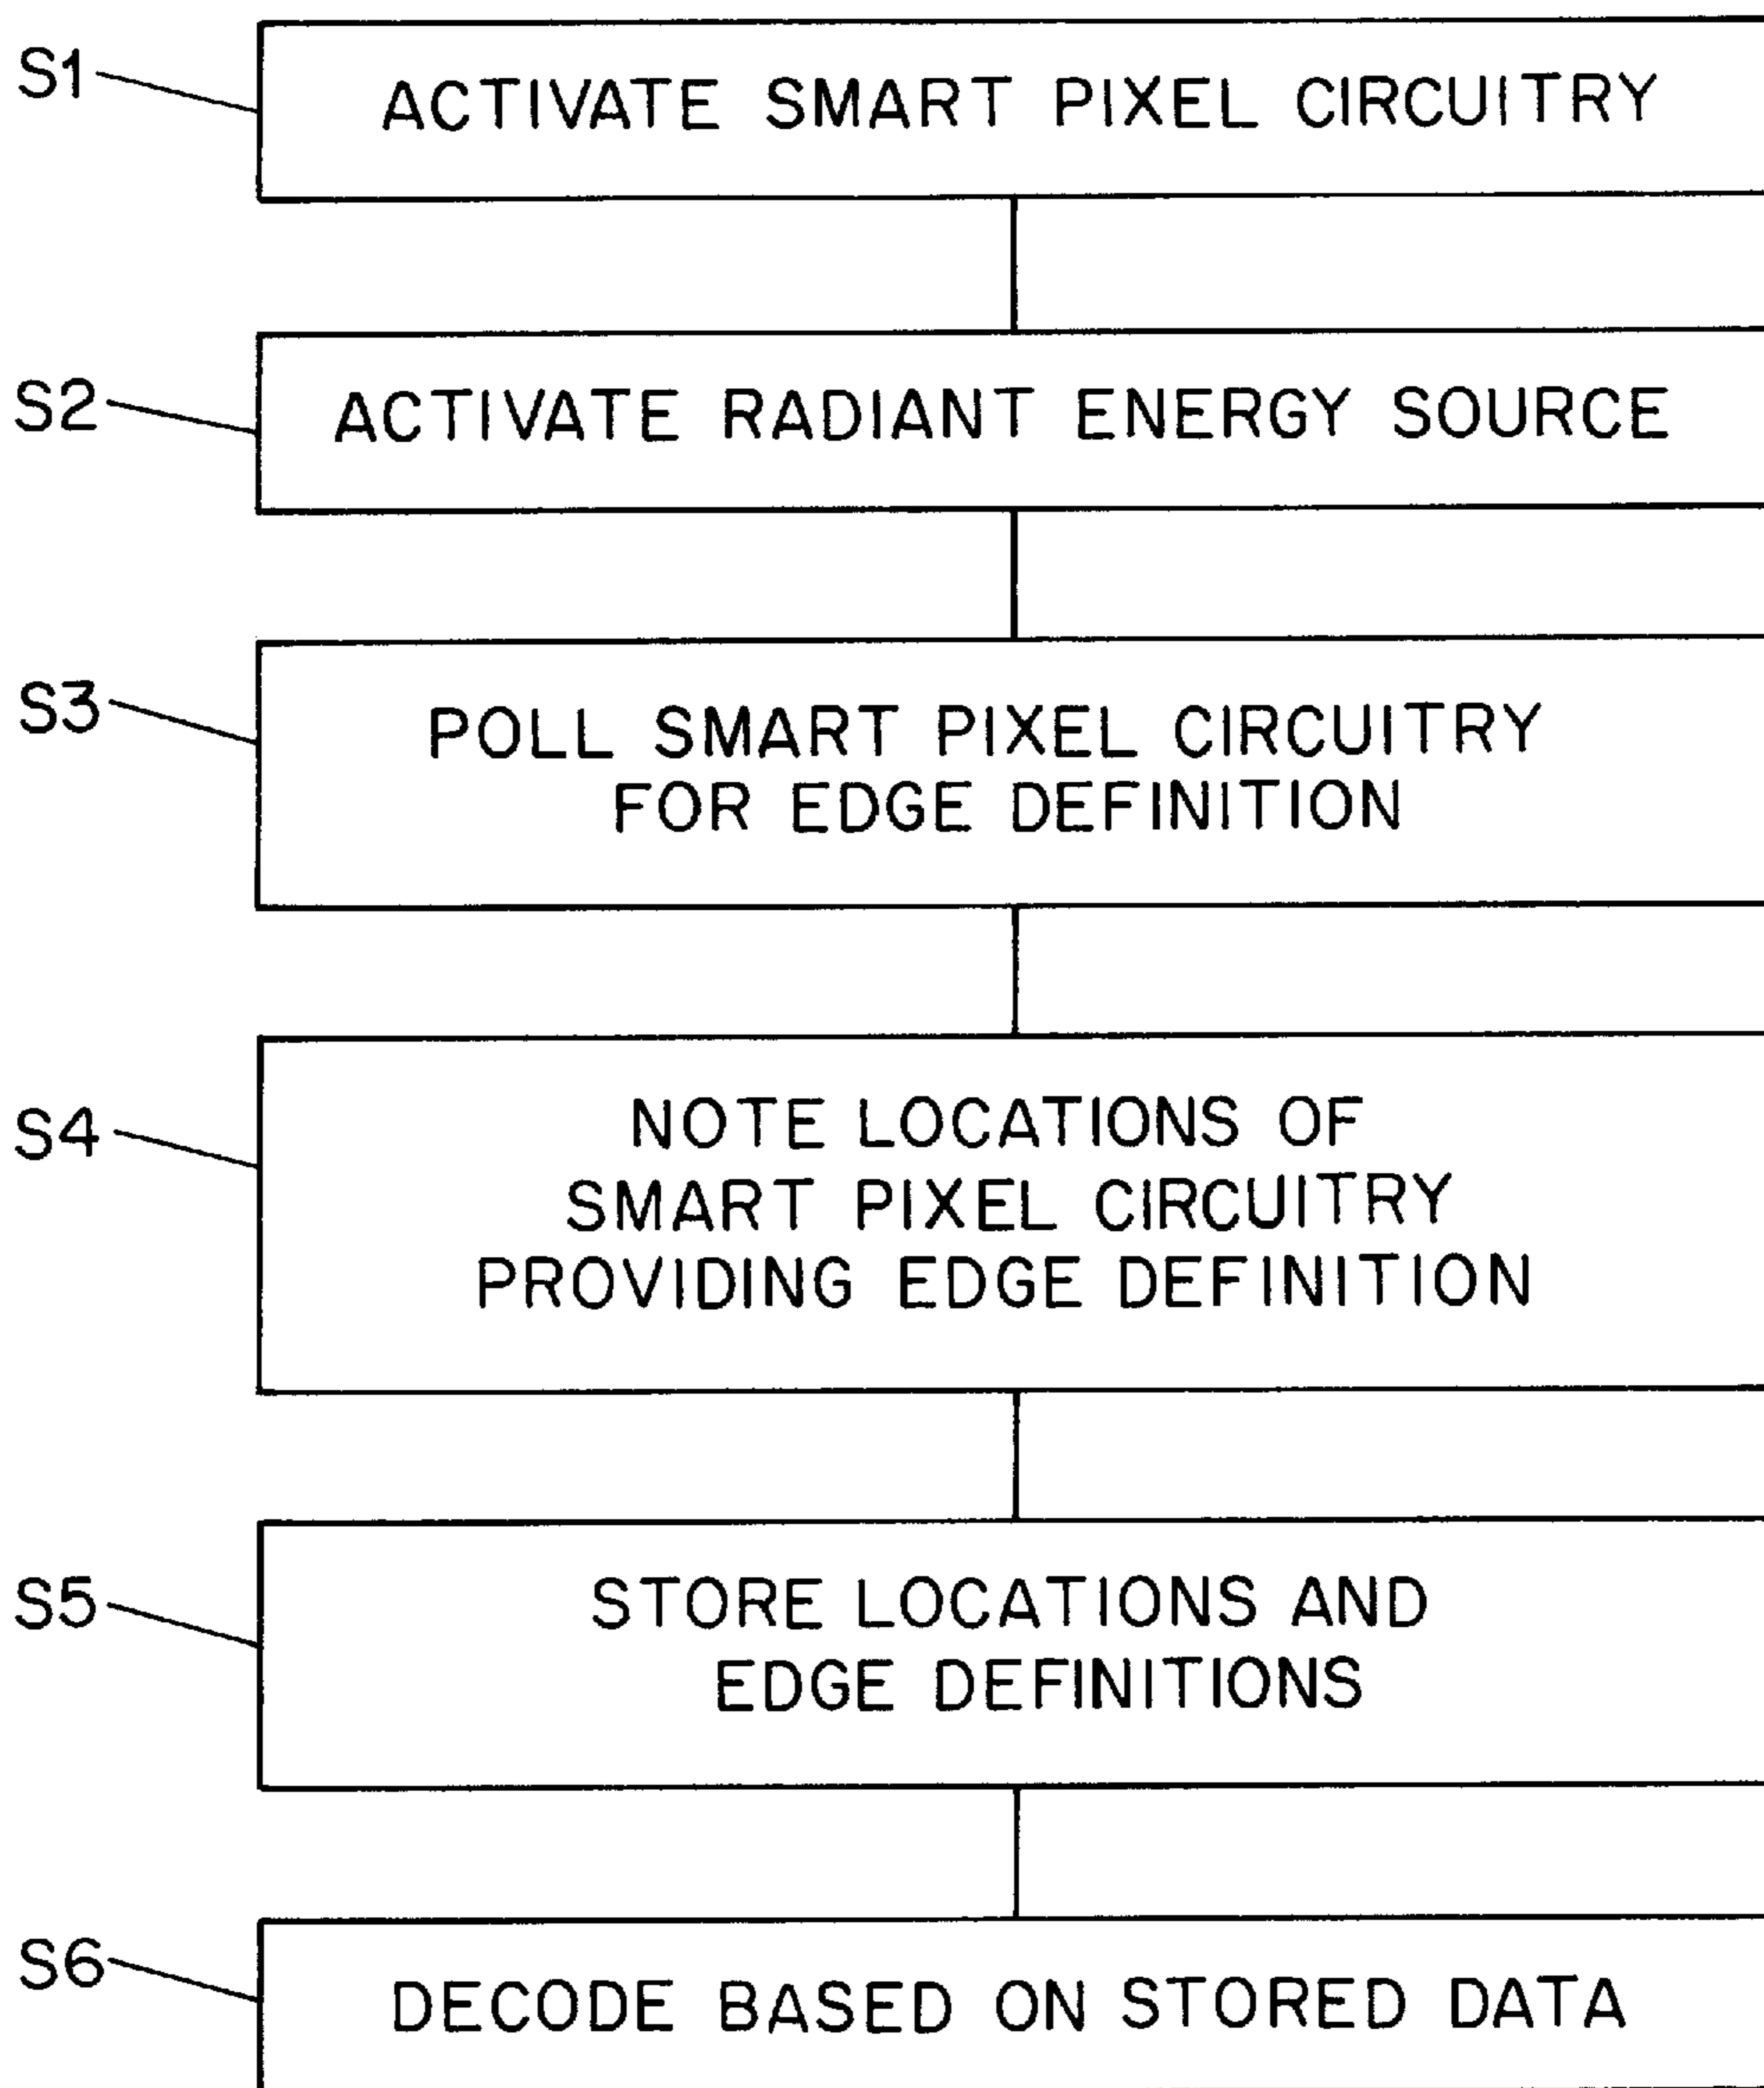 S1
ACTIVATE SMART PIXEL CIRCUITRY
S2
ACTIVATE RADIANT ENERGY SOURCE
S3
POLL SMART PIXEL CIRCUITRY
FOR EDGE DEFINITION
S4
NOTE LOCATIONS OF
SMART PIXEL CIRCUITRY
PROVIDING EDGE DEFINITION
S5
STORE LOCATIONS AND
EDGE DEFINITIONS
S6
DECODE BASED ON STORED DATA